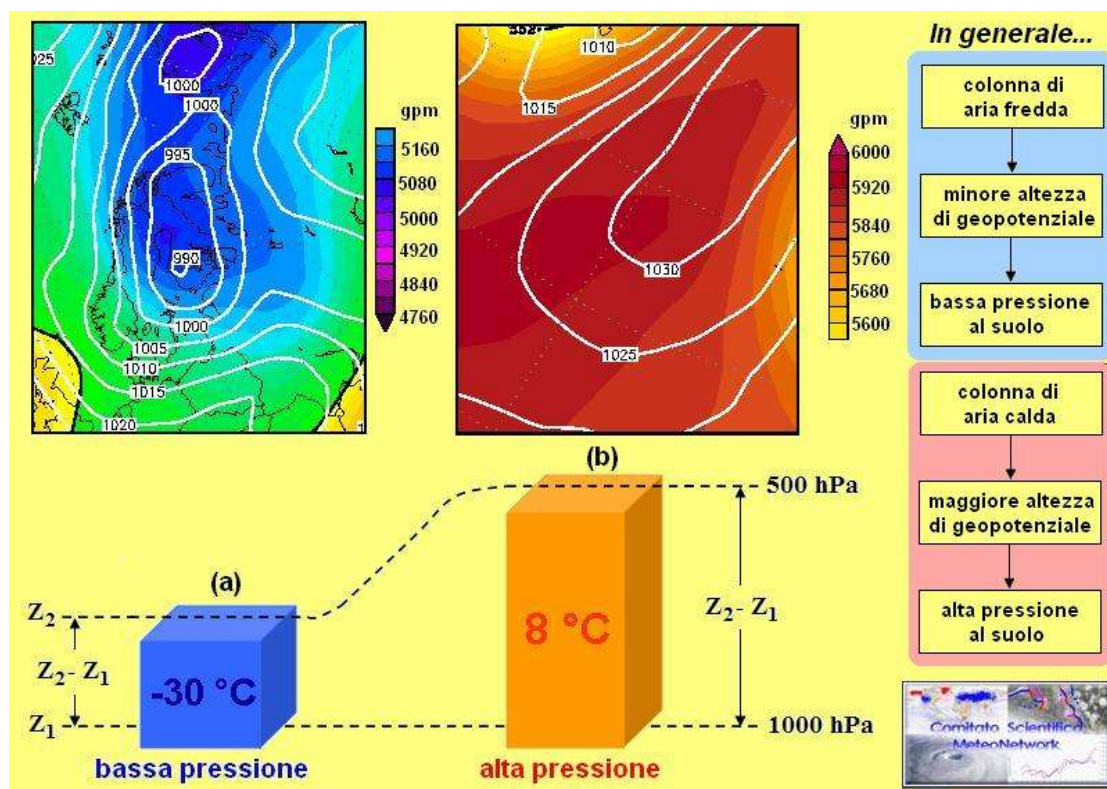 025
1000
1000
995
990
1000
1005
1010
1015
1020
gpm
5160
5080
5000
4920
4840
4760
1010
1015
1030
1025
gpm
6000
5920
5840
5760
5680
5600
In generale...
colonna di
aria fredda
minore altezza
di geopotenziale
bassa pressione
al suolo
colonna di
aria calda
maggiore altezza
di geopotenziale
alta pressione
al suolo
(a)
(b)
500 hPa
Z2
Z2 - Z1
Z1
-30 °C
8 °C
Z2 - Z1
1000 hPa
bassa pressione
alta pressione
Comitato Scientifico
MeteoNetwork